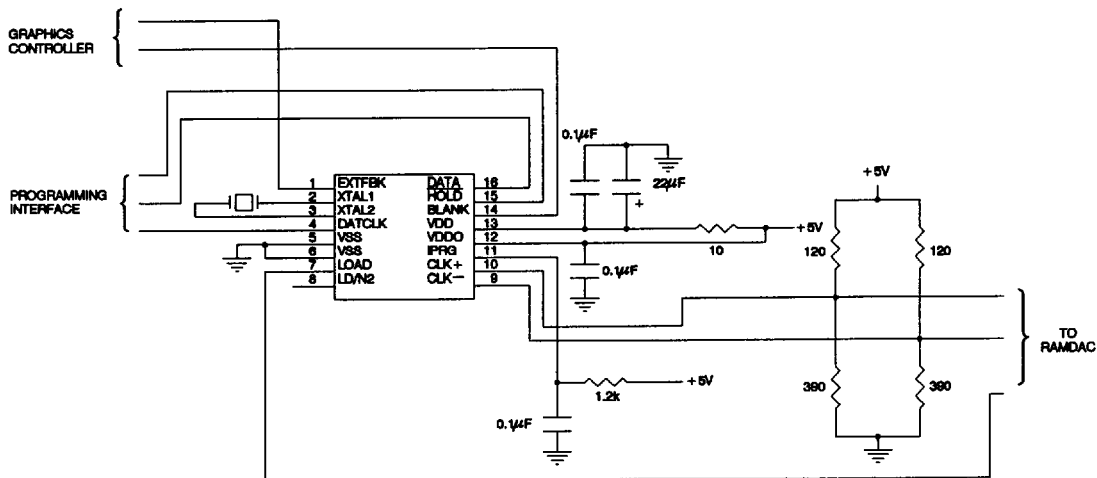 GRAPHICS
CONTROLLER
PROGRAMMING
INTERFACE
1 EXTFBK DATA 16
2 XTAL1 HOLD 15
3 XTAL2 BLANK 14
4 DATCLK VDD 13
5 VSS VDDO 12
6 VSS IPRG 11
7 LOAD CLK+ 10
8 LD/N2 CLK− 9
0.1μF
22μF
+
+5V
10
0.1μF
+5V
120
120
390
390
TO
RAMDAC
+5V
1.2k
0.1μF